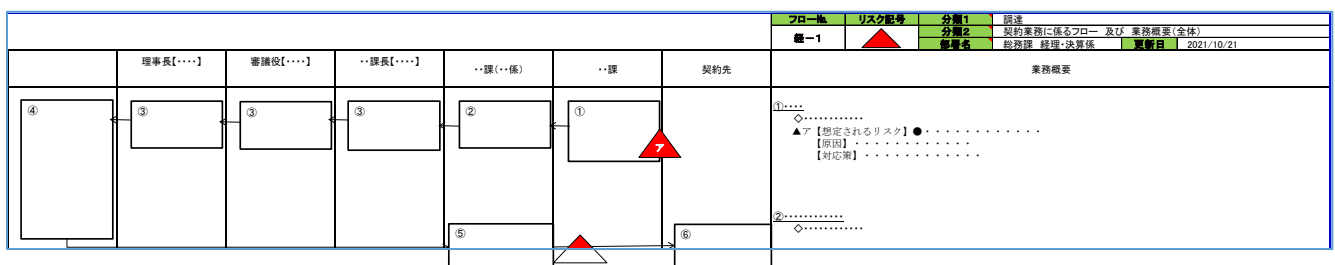 フロー№ リスク記号 分類1 調達
経－1 分類2 契約業務に係るフロー 及び 業務概要(全体)
部署名 総務課 経理・決算係 更新日 2021/10/21
理事長【‥‥】 審議役【‥‥】 ‥課長【‥‥】 ‥課(‥係) ‥課 契約先 業務概要
④ ③ ③ ③ ② ①
ア
①‥‥
◇‥‥‥‥‥‥
▲ア【想定されるリスク】●・・・・・・・・・・・・
【原因】・・・・・・・・・・・・
【対応策】・・・・・・・・・・・・
②‥‥‥‥‥‥
◇‥‥‥‥‥‥
⑤ ⑥